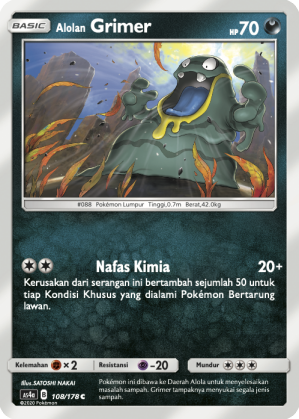 BASIC Alolan Grimer HP 70
#088 Pokémon Lumpur Tinggi,0.7m Berat,42.0kg
Nafas Kimia 20+
Kerusakan dari serangan ini bertambah sejumlah 50 untuk
tiap Kondisi Khusus yang dialami Pokémon Bertarung
lawan.
Kelemahan ×2 Resistansi -20 Mundur
Illus. SATOSHI NAKAI
AS4a D 108/178 C
©2020 Pokémon
Pokémon ini dibawa ke Daerah Alola untuk menyelesaikan
masalah sampah. Grimer tampaknya menyukai segala jenis
sampah.